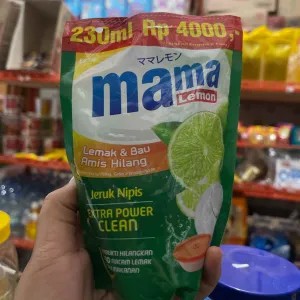 230ml Rp 4000,-
ママレモン
mama
Lemon
Lemak & Bau
Amis Hilang
Jeruk Nipis
EXTRA POWER
CLEAN
LEMAK